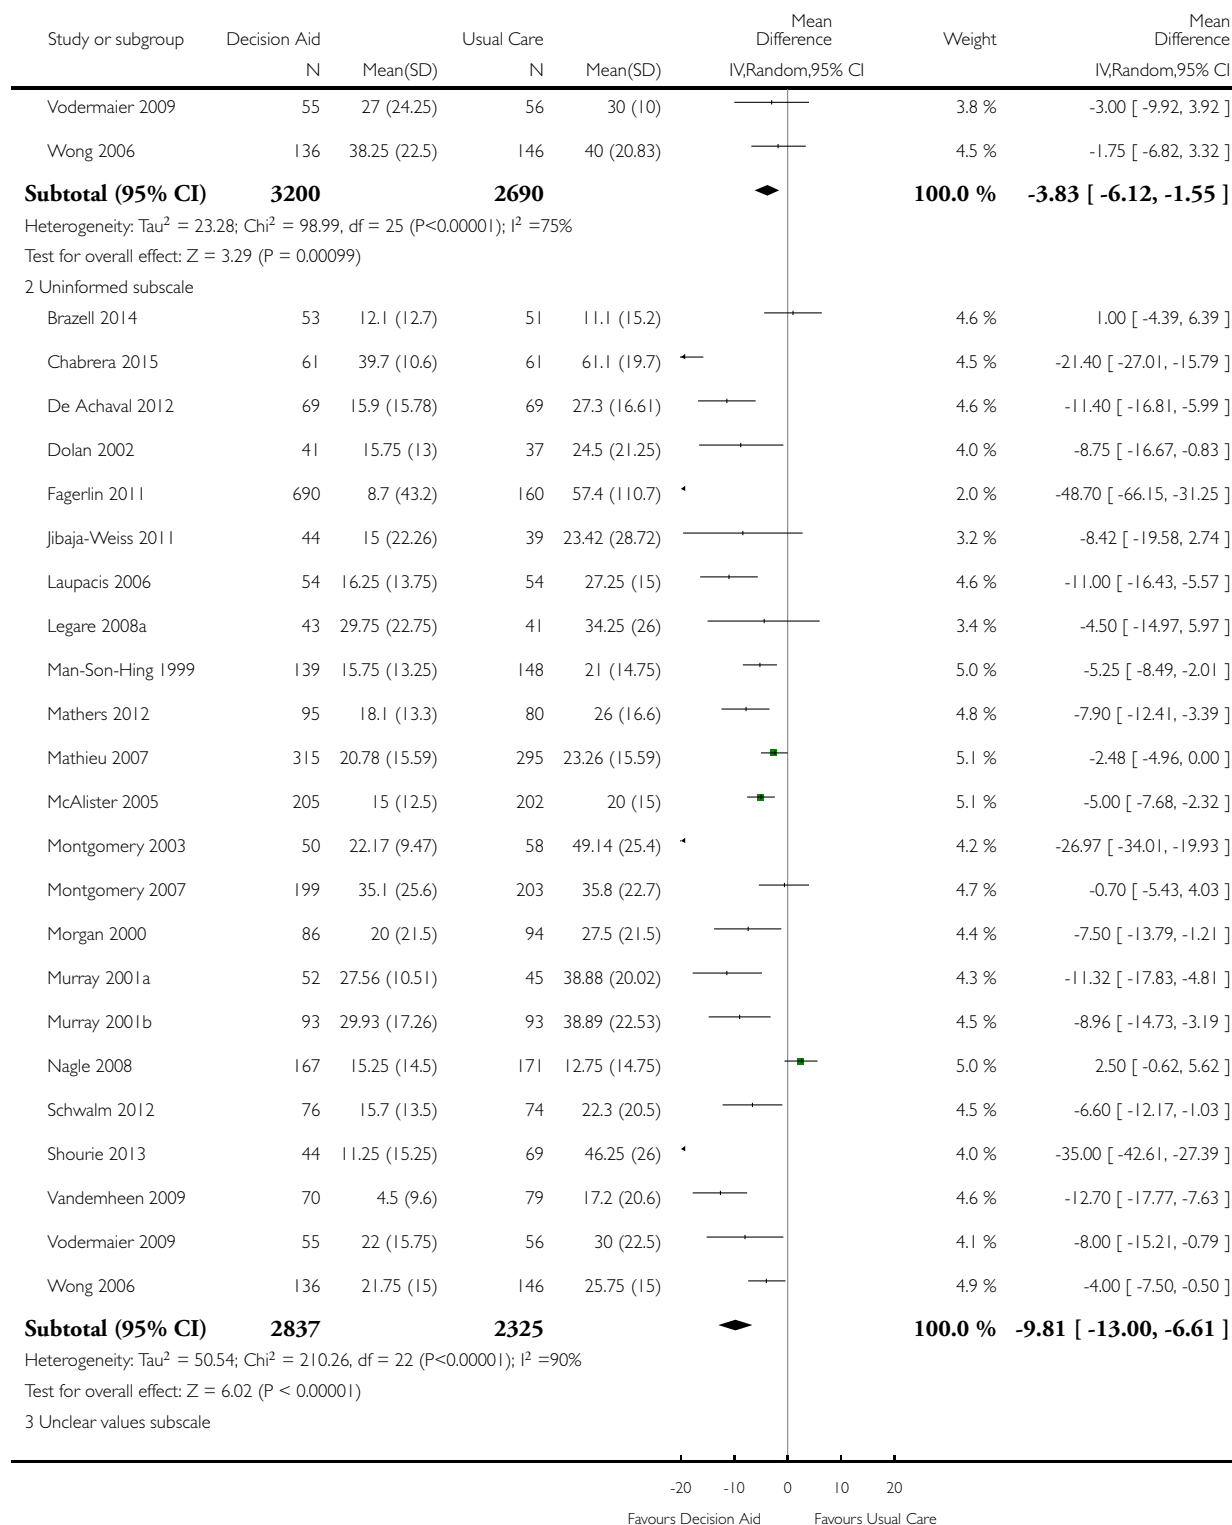 Study or subgroup Decision Aid Usual Care Mean Difference Weight Mean Difference
N Mean(SD) N Mean(SD) IV,Random,95% CI IV,Random,95% CI
Vodermaier 2009 55 27 (24.25) 56 30 (10) 3.8 % -3.00 [ -9.92, 3.92 ]
Wong 2006 136 38.25 (22.5) 146 40 (20.83) 4.5 % -1.75 [ -6.82, 3.32 ]
Subtotal (95% CI) 3200 2690 100.0 % -3.83 [ -6.12, -1.55 ]
Heterogeneity: Tau² = 23.28; Chi² = 98.99, df = 25 (P<0.00001); I² =75%
Test for overall effect: Z = 3.29 (P = 0.00099)
2 Uninformed subscale
Brazell 2014 53 12.1 (12.7) 51 11.1 (15.2) 4.6 % 1.00 [ -4.39, 6.39 ]
Chabrera 2015 61 39.7 (10.6) 61 61.1 (19.7) 4.5 % -21.40 [ -27.01, -15.79 ]
De Achaval 2012 69 15.9 (15.78) 69 27.3 (16.61) 4.6 % -11.40 [ -16.81, -5.99 ]
Dolan 2002 41 15.75 (13) 37 24.5 (21.25) 4.0 % -8.75 [ -16.67, -0.83 ]
Fagerlin 2011 690 8.7 (43.2) 160 57.4 (110.7) 2.0 % -48.70 [ -66.15, -31.25 ]
Jibaja-Weiss 2011 44 15 (22.26) 39 23.42 (28.72) 3.2 % -8.42 [ -19.58, 2.74 ]
Laupacis 2006 54 16.25 (13.75) 54 27.25 (15) 4.6 % -11.00 [ -16.43, -5.57 ]
Legare 2008a 43 29.75 (22.75) 41 34.25 (26) 3.4 % -4.50 [ -14.97, 5.97 ]
Man-Son-Hing 1999 139 15.75 (13.25) 148 21 (14.75) 5.0 % -5.25 [ -8.49, -2.01 ]
Mathers 2012 95 18.1 (13.3) 80 26 (16.6) 4.8 % -7.90 [ -12.41, -3.39 ]
Mathieu 2007 315 20.78 (15.59) 295 23.26 (15.59) 5.1 % -2.48 [ -4.96, 0.00 ]
McAlister 2005 205 15 (12.5) 202 20 (15) 5.1 % -5.00 [ -7.68, -2.32 ]
Montgomery 2003 50 22.17 (9.47) 58 49.14 (25.4) 4.2 % -26.97 [ -34.01, -19.93 ]
Montgomery 2007 199 35.1 (25.6) 203 35.8 (22.7) 4.7 % -0.70 [ -5.43, 4.03 ]
Morgan 2000 86 20 (21.5) 94 27.5 (21.5) 4.4 % -7.50 [ -13.79, -1.21 ]
Murray 2001a 52 27.56 (10.51) 45 38.88 (20.02) 4.3 % -11.32 [ -17.83, -4.81 ]
Murray 2001b 93 29.93 (17.26) 93 38.89 (22.53) 4.5 % -8.96 [ -14.73, -3.19 ]
Nagle 2008 167 15.25 (14.5) 171 12.75 (14.75) 5.0 % 2.50 [ -0.62, 5.62 ]
Schwalm 2012 76 15.7 (13.5) 74 22.3 (20.5) 4.5 % -6.60 [ -12.17, -1.03 ]
Shourie 2013 44 11.25 (15.25) 69 46.25 (26) 4.0 % -35.00 [ -42.61, -27.39 ]
Vandemheen 2009 70 4.5 (9.6) 79 17.2 (20.6) 4.6 % -12.70 [ -17.77, -7.63 ]
Vodermaier 2009 55 22 (15.75) 56 30 (22.5) 4.1 % -8.00 [ -15.21, -0.79 ]
Wong 2006 136 21.75 (15) 146 25.75 (15) 4.9 % -4.00 [ -7.50, -0.50 ]
Subtotal (95% CI) 2837 2325 100.0 % -9.81 [ -13.00, -6.61 ]
Heterogeneity: Tau² = 50.54; Chi² = 210.26, df = 22 (P<0.00001); I² =90%
Test for overall effect: Z = 6.02 (P < 0.00001)
3 Unclear values subscale
-20 -10 0 10 20
Favours Decision Aid Favours Usual Care